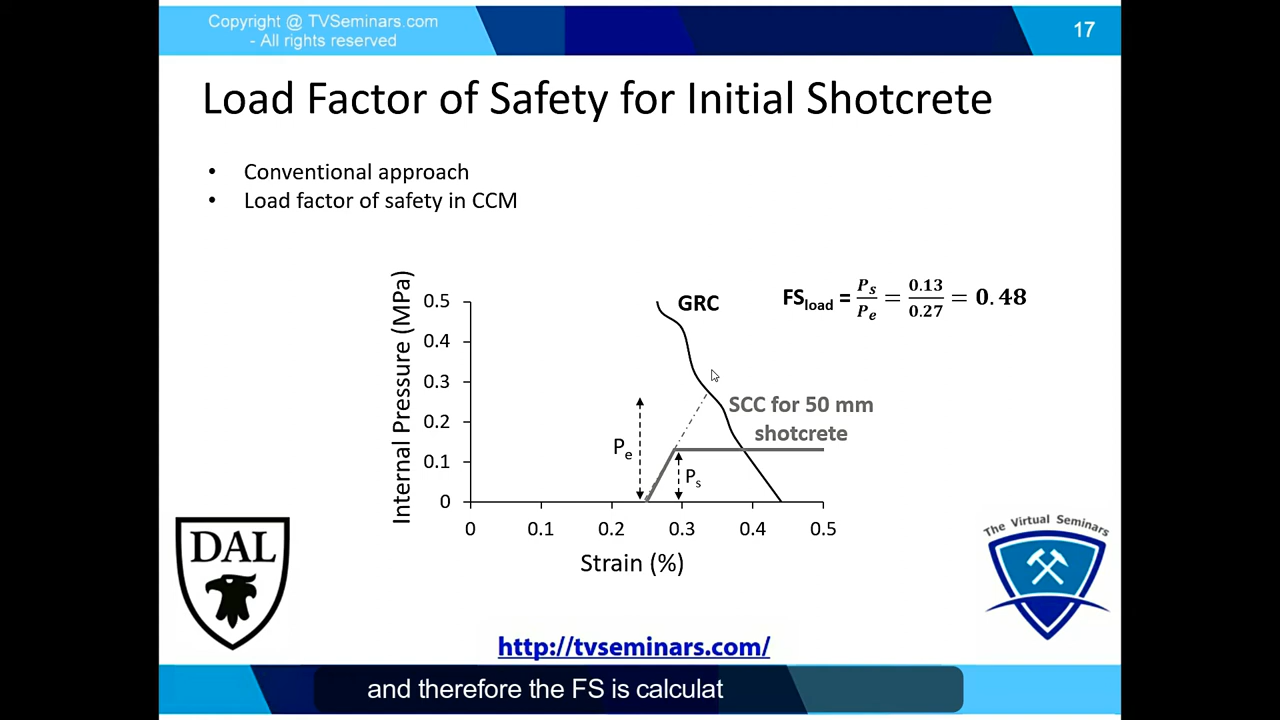 Copyright @ TVSeminars.com
- All rights reserved
17
Load Factor of Safety for Initial Shotcrete
• Conventional approach
• Load factor of safety in CCM
Internal Pressure (MPa)
0.5
0.4
0.3
0.2
0.1
0
GRC
FSload = Ps/Pe = 0.13/0.27 = 0.48
SCC for 50 mm
shotcrete
Pe
Ps
0 0.1 0.2 0.3 0.4 0.5
Strain (%)
DAL
The Virtual Seminars
http://tvseminars.com/
and therefore the FS is calculat